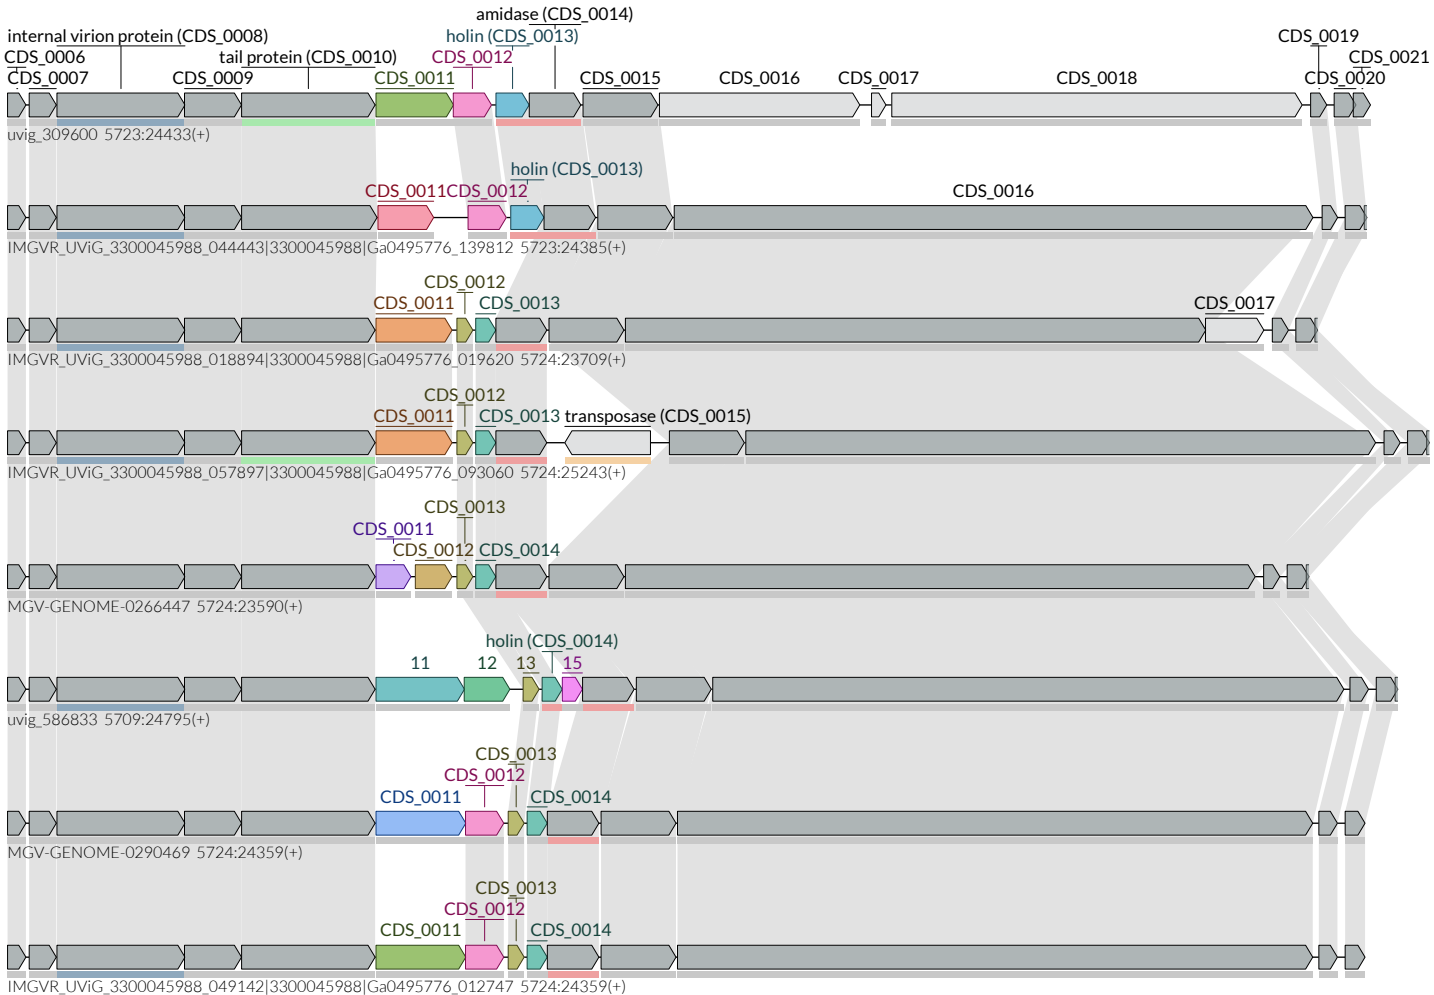 amidase (CDS_0014)
internal virion protein (CDS_0008) holin (CDS_0013) CDS_0019
CDS_0006 tail protein (CDS_0010) CDS_0012 CDS_0021
CDS_0007 CDS_0009 CDS_0011 CDS_0015 CDS_0016 CDS_0017 CDS_0018 CDS_0020
uvig_309600 5723:24433(+)
holin (CDS_0013)
CDS_0011 CDS_0012 CDS_0016
IMGVR_UViG_3300045988_044443|3300045988|Ga0495776_139812 5723:24385(+)
CDS_0012
CDS_0011 CDS_0013 CDS_0017
IMGVR_UViG_3300045988_018894|3300045988|Ga0495776_019620 5724:23709(+)
CDS_0012
CDS_0011 CDS_0013 transposase (CDS_0015)
IMGVR_UViG_3300045988_057897|3300045988|Ga0495776_093060 5724:25243(+)
CDS_0013
CDS_0011
CDS_0012 CDS_0014
MGV-GENOME-0266447 5724:23590(+)
holin (CDS_0014)
11 12 13 15
uvig_586833 5709:24795(+)
CDS_0013
CDS_0012
CDS_0011 CDS_0014
MGV-GENOME-0290469 5724:24359(+)
CDS_0013
CDS_0012
CDS_0011 CDS_0014
IMGVR_UViG_3300045988_049142|3300045988|Ga0495776_012747 5724:24359(+)